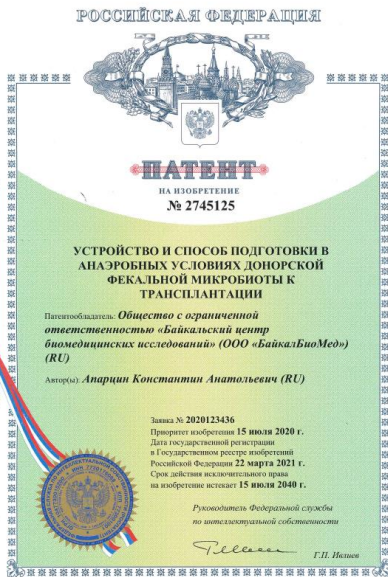 РОССИЙСКАЯ ФЕДЕРАЦИЯ
ПАТЕНТ
НА ИЗОБРЕТЕНИЕ
№ 2745125
УСТРОЙСТВО И СПОСОБ ПОДГОТОВКИ В
АНАЭРОБНЫХ УСЛОВИЯХ ДОНОРСКОЙ
ФЕКАЛЬНОЙ МИКРОБИОТЫ К
ТРАНСПЛАНТАЦИИ
Патентообладатель: Общество с ограниченной
ответственностью «Байкальский центр
биомедицинских исследований» (ООО «БайкалБиоМед»)
(RU)
Автор(ы): Апарцин Константин Анатольевич (RU)
Заявка № 2020123436
Приоритет изобретения 15 июля 2020 г.
Дата государственной регистрации
в Государственном реестре изобретений
Российской Федерации 22 марта 2021 г.
Срок действия исключительного права
на изобретение истекает 15 июля 2040 г.
Руководитель Федеральной службы
по интеллектуальной собственности
Г.П. Ивлиев